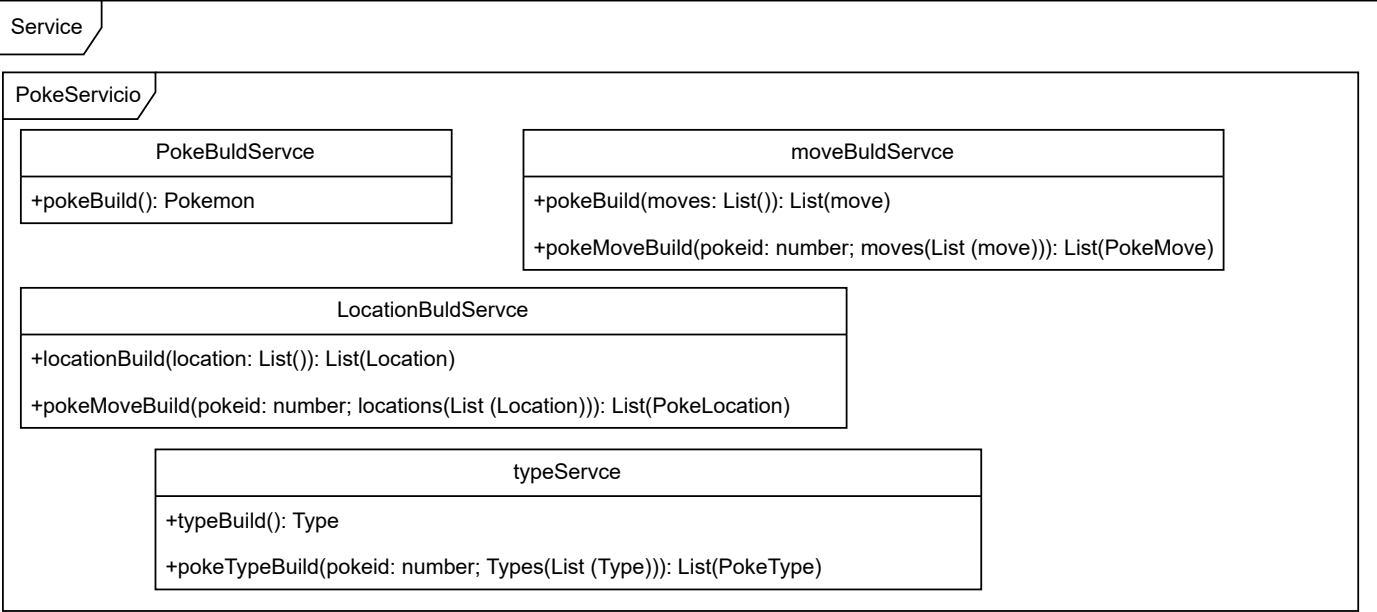 Service
PokeServicio
PokeBuldServce
+pokeBuild(): Pokemon
moveBuldServce
+pokeBuild(moves: List()): List(move)
+pokeMoveBuild(pokeid: number; moves(List (move))): List(PokeMove)
LocationBuldServce
+locationBuild(location: List()): List(Location)
+pokeMoveBuild(pokeid: number; locations(List (Location))): List(PokeLocation)
typeServce
+typeBuild(): Type
+pokeTypeBuild(pokeid: number; Types(List (Type))): List(PokeType)